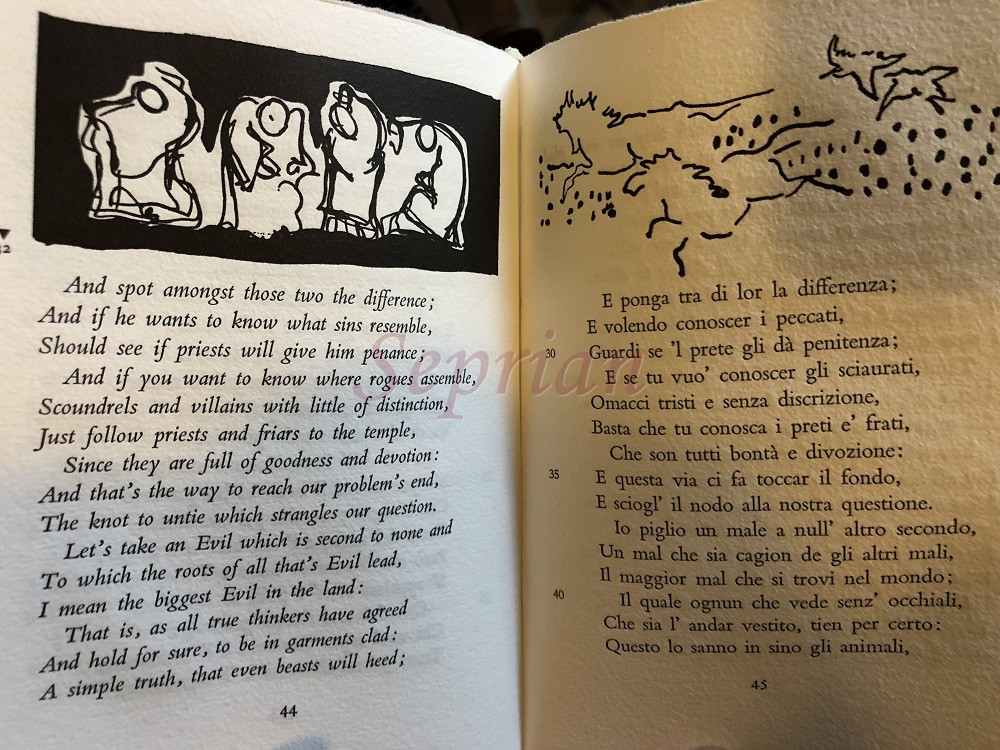 ▼
32
And spot amongst those two the difference;
And if he wants to know what sins resemble,
Should see if priests will give him penance;
And if you want to know where rogues assemble,
Scoundrels and villains with little of distinction,
Just follow priests and friars to the temple,
Since they are full of goodness and devotion:
And that's the way to reach our problem's end,
The knot to untie which strangles our question.
Let's take an Evil which is second to none and
To which the roots of all that's Evil lead,
I mean the biggest Evil in the land:
That is, as all true thinkers have agreed
And hold for sure, to be in garments clad:
A simple truth, that even beasts will heed;
44
E ponga tra di lor la differenza;
E volendo conoscer i peccati,
30 Guardi se 'l prete gli dà penitenza;
E se tu vuo' conoscer gli sciaurati,
Omacci tristi e senza discrizione,
Basta che tu conosca i preti e' frati,
Che son tutti bontà e divozione:
35 E questa via ci fa toccar il fondo,
E sciogl' il nodo alla nostra questione.
Io piglio un male a null' altro secondo,
Un mal che sia cagion de gli altri mali,
Il maggior mal che si trovi nel mondo;
40 Il quale ognun che vede senz' occhiali,
Che sia l' andar vestito, tien per certo:
Questo lo sanno in sino gli animali,
45
Seprian